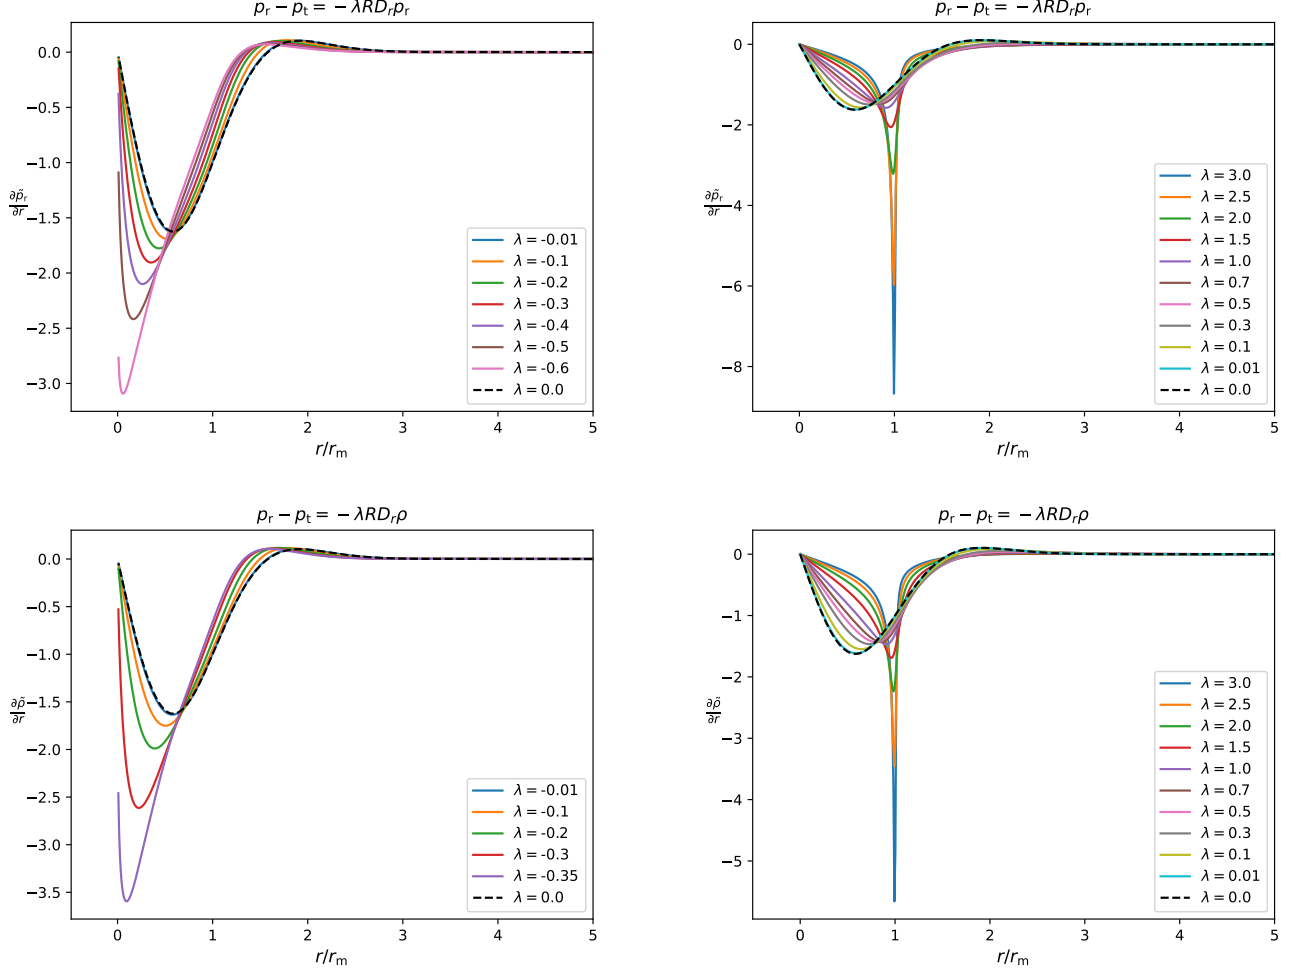 p_r − p_t = −λRD_r p_r
0.0
−0.5
−1.0
−1.5
−2.0
−2.5
−3.0
∂p̃_r/∂r
λ = -0.01
λ = -0.1
λ = -0.2
λ = -0.3
λ = -0.4
λ = -0.5
λ = -0.6
λ = 0.0
0 1 2 3 4 5
r/r_m
p_r − p_t = −λRD_r p_r
0
−2
−4
−6
−8
∂p̃_r/∂r
λ = 3.0
λ = 2.5
λ = 2.0
λ = 1.5
λ = 1.0
λ = 0.7
λ = 0.5
λ = 0.3
λ = 0.1
λ = 0.01
λ = 0.0
0 1 2 3 4 5
r/r_m
p_r − p_t = −λRD_r ρ
0.0
−0.5
−1.0
−1.5
−2.0
−2.5
−3.0
−3.5
∂ρ̃/∂r
λ = -0.01
λ = -0.1
λ = -0.2
λ = -0.3
λ = -0.35
λ = 0.0
0 1 2 3 4 5
r/r_m
p_r − p_t = −λRD_r ρ
0
−1
−2
−3
−4
−5
∂ρ̃/∂r
λ = 3.0
λ = 2.5
λ = 2.0
λ = 1.5
λ = 1.0
λ = 0.7
λ = 0.5
λ = 0.3
λ = 0.1
λ = 0.01
λ = 0.0
0 1 2 3 4 5
r/r_m